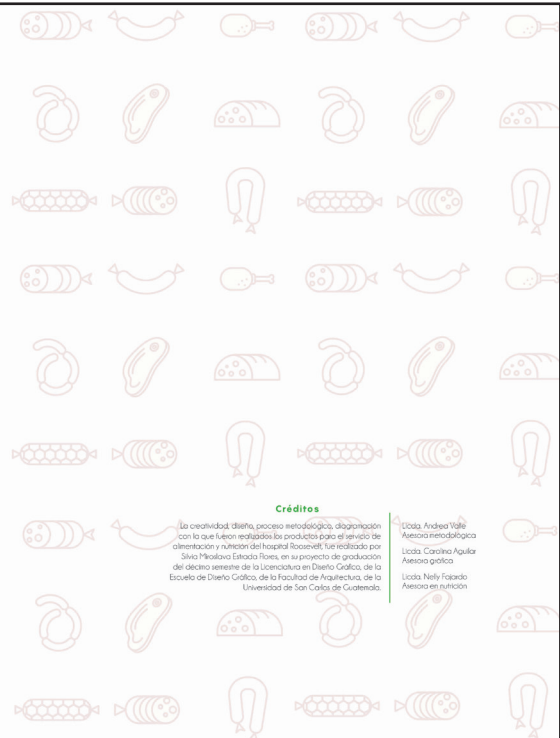 Créditos
La creatividad, diseño, proceso metodológico, diagramación
con la que fueron realizados los productos para el servicio de
alimentación y nutrición del hospital Roosevelt, fue realizado por
Silvia Miroslava Estrada Flores, en su proyecto de graduación
del décimo semestre de la Licenciatura en Diseño Gráfico, de la
Escuela de Diseño Gráfico, de la Facultad de Arquitectura, de la
Universidad de San Carlos de Guatemala.
Licda. Andrea Valle
Asesora metodológica
Licda. Carolina Aguilar
Asesora gráfica
Licda. Nelly Fajardo
Asesora en nutrición